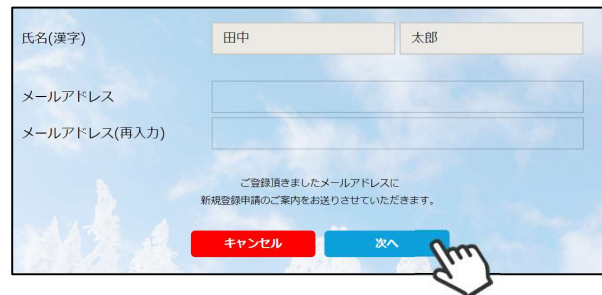 氏名(漢字) 田中 太郎
メールアドレス
メールアドレス(再入力)
ご登録頂きましたメールアドレスに
新規登録申請のご案内をお送りさせていただきます。
キャンセル 次へ